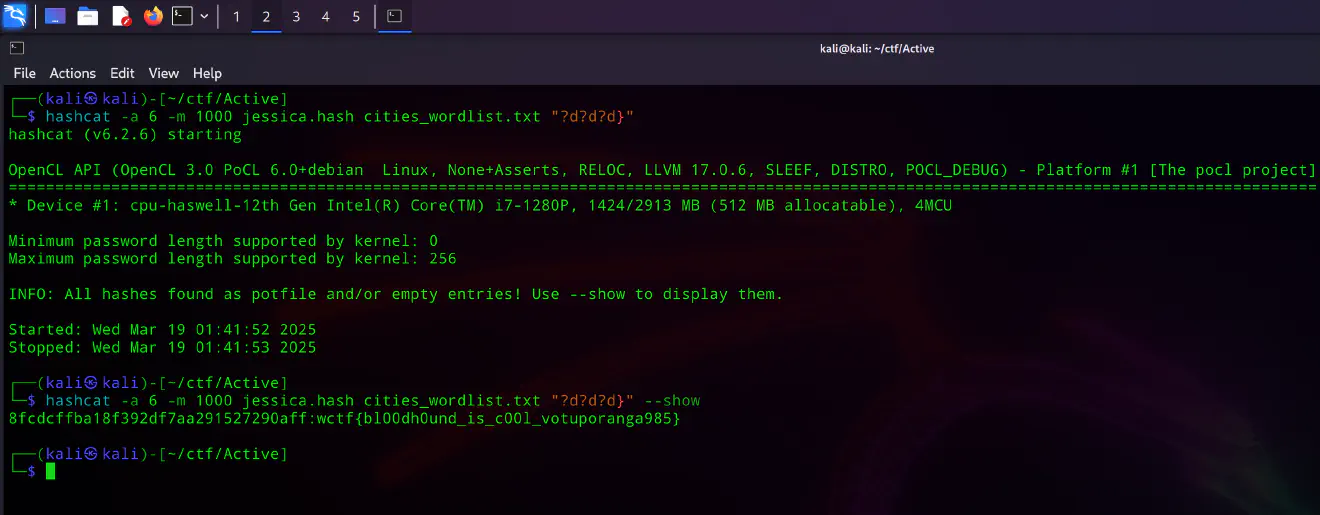 1 2 3 4 5
kali@kali: ~/ctf/Active
File Actions Edit View Help
┌──(kali㉿kali)-[~/ctf/Active]
└─$ hashcat -a 6 -m 1000 jessica.hash cities_wordlist.txt "?d?d?d}"
hashcat (v6.2.6) starting
OpenCL API (OpenCL 3.0 PoCL 6.0+debian  Linux, None+Asserts, RELOC, LLVM 17.0.6, SLEEF, DISTRO, POCL_DEBUG) - Platform #1 [The pocl project]
============================================================================================================================================
* Device #1: cpu-haswell-12th Gen Intel(R) Core(TM) i7-1280P, 1424/2913 MB (512 MB allocatable), 4MCU
Minimum password length supported by kernel: 0
Maximum password length supported by kernel: 256
INFO: All hashes found as potfile and/or empty entries! Use --show to display them.
Started: Wed Mar 19 01:41:52 2025
Stopped: Wed Mar 19 01:41:53 2025
┌──(kali㉿kali)-[~/ctf/Active]
└─$ hashcat -a 6 -m 1000 jessica.hash cities_wordlist.txt "?d?d?d}" --show
8fcdcffba18f392df7aa291527290aff:wctf{bl00dh0und_is_c00l_votuporanga985}
┌──(kali㉿kali)-[~/ctf/Active]
└─$